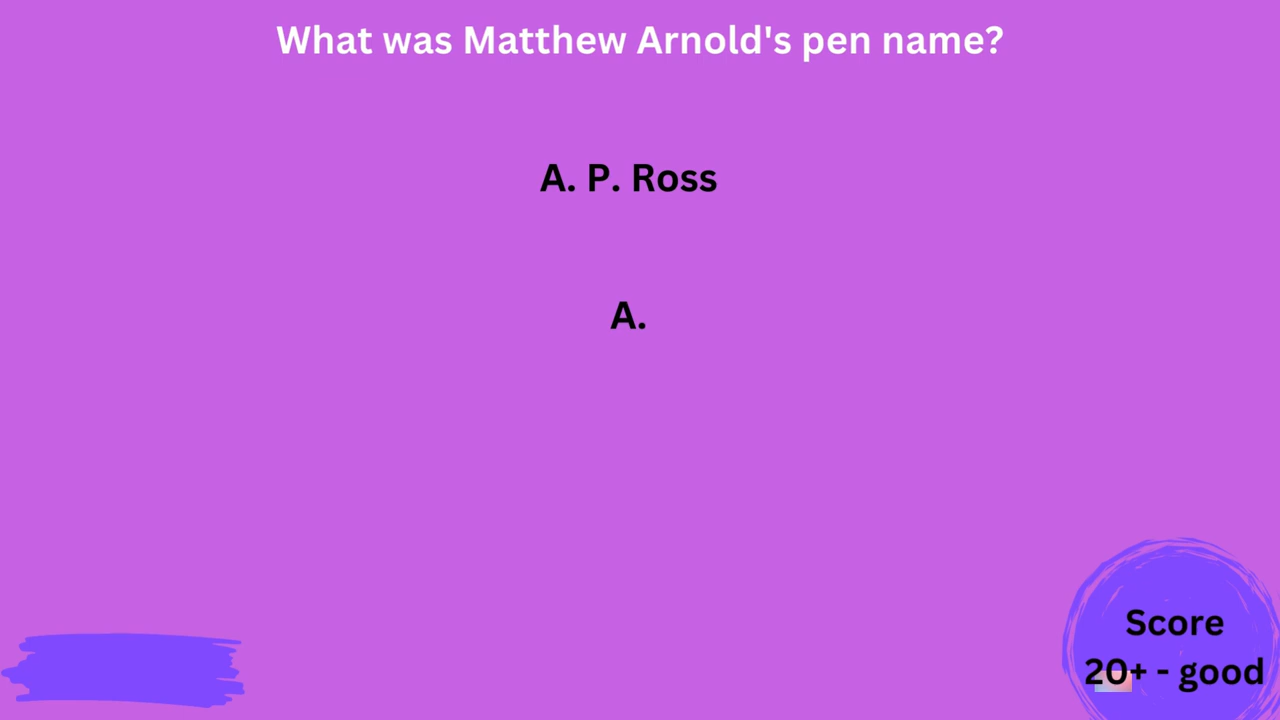 What was Matthew Arnold's pen name?
A. P. Ross
A.
Score
20+ - good